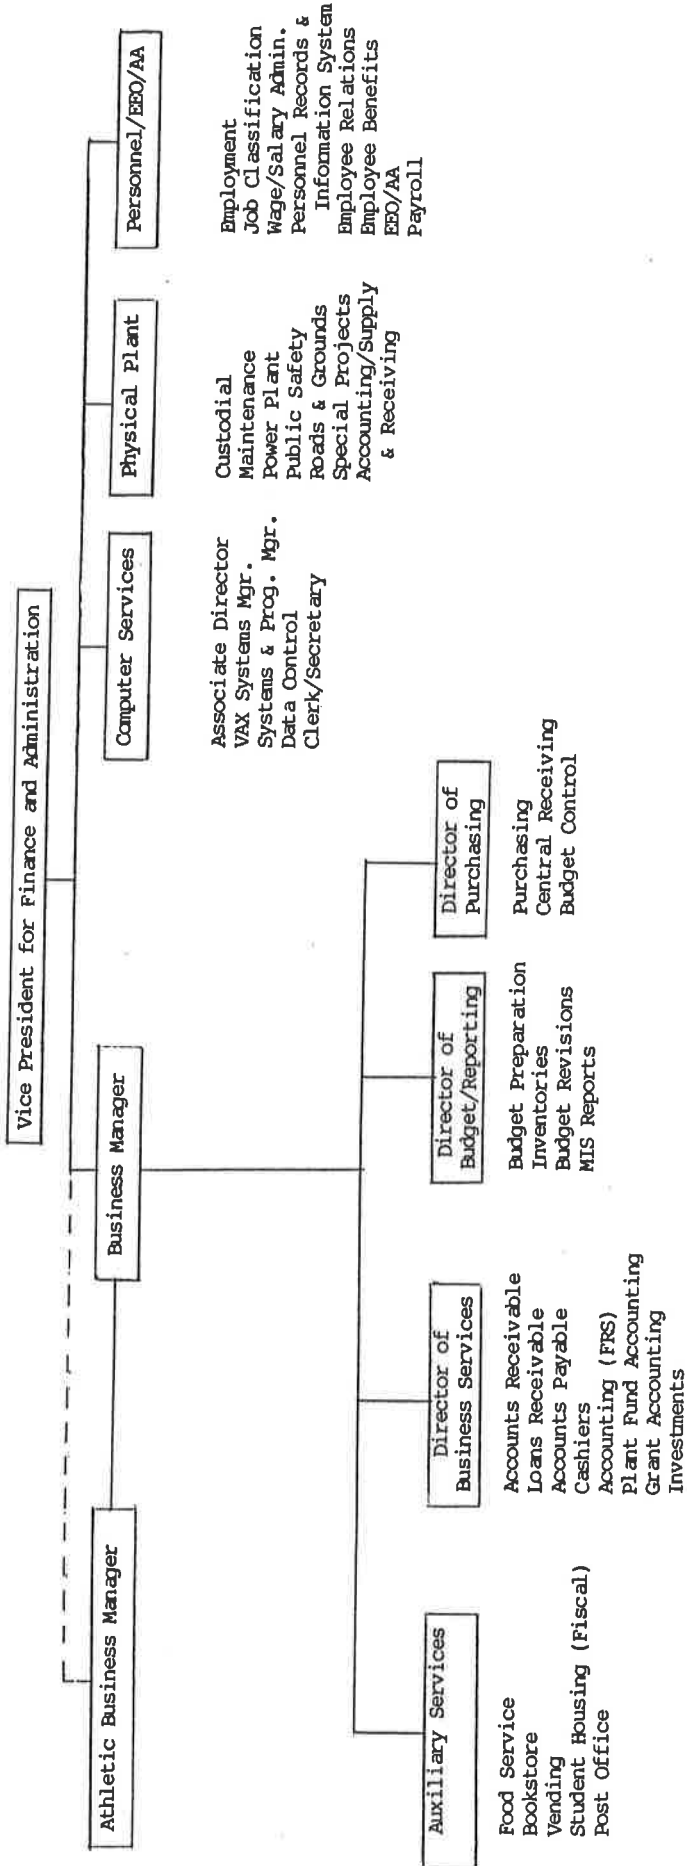 Vice President for Finance and Administration
Athletic Business Manager
Business Manager
Computer Services
Physical Plant
Personnel/EEO/AA
Associate Director
VAX Systems Mgr.
Systems & Prog. Mgr.
Data Control
Clerk/Secretary
Custodial
Maintenance
Power Plant
Public Safety
Roads & Grounds
Special Projects
Accounting/Supply
& Receiving
Employment
Job Classification
Wage/Salary Admin.
Personnel Records &
Information System
Employee Relations
Employee Benefits
EEO/AA
Payroll
Auxiliary Services
Food Service
Bookstore
Vending
Student Housing (Fiscal)
Post Office
Director of
Business Services
Accounts Receivable
Loans Receivable
Accounts Payable
Cashiers
Accounting (FRS)
Plant Fund Accounting
Grant Accounting
Investments
Director of
Budget/Reporting
Budget Preparation
Inventories
Budget Revisions
MIS Reports
Director of
Purchasing
Purchasing
Central Receiving
Budget Control